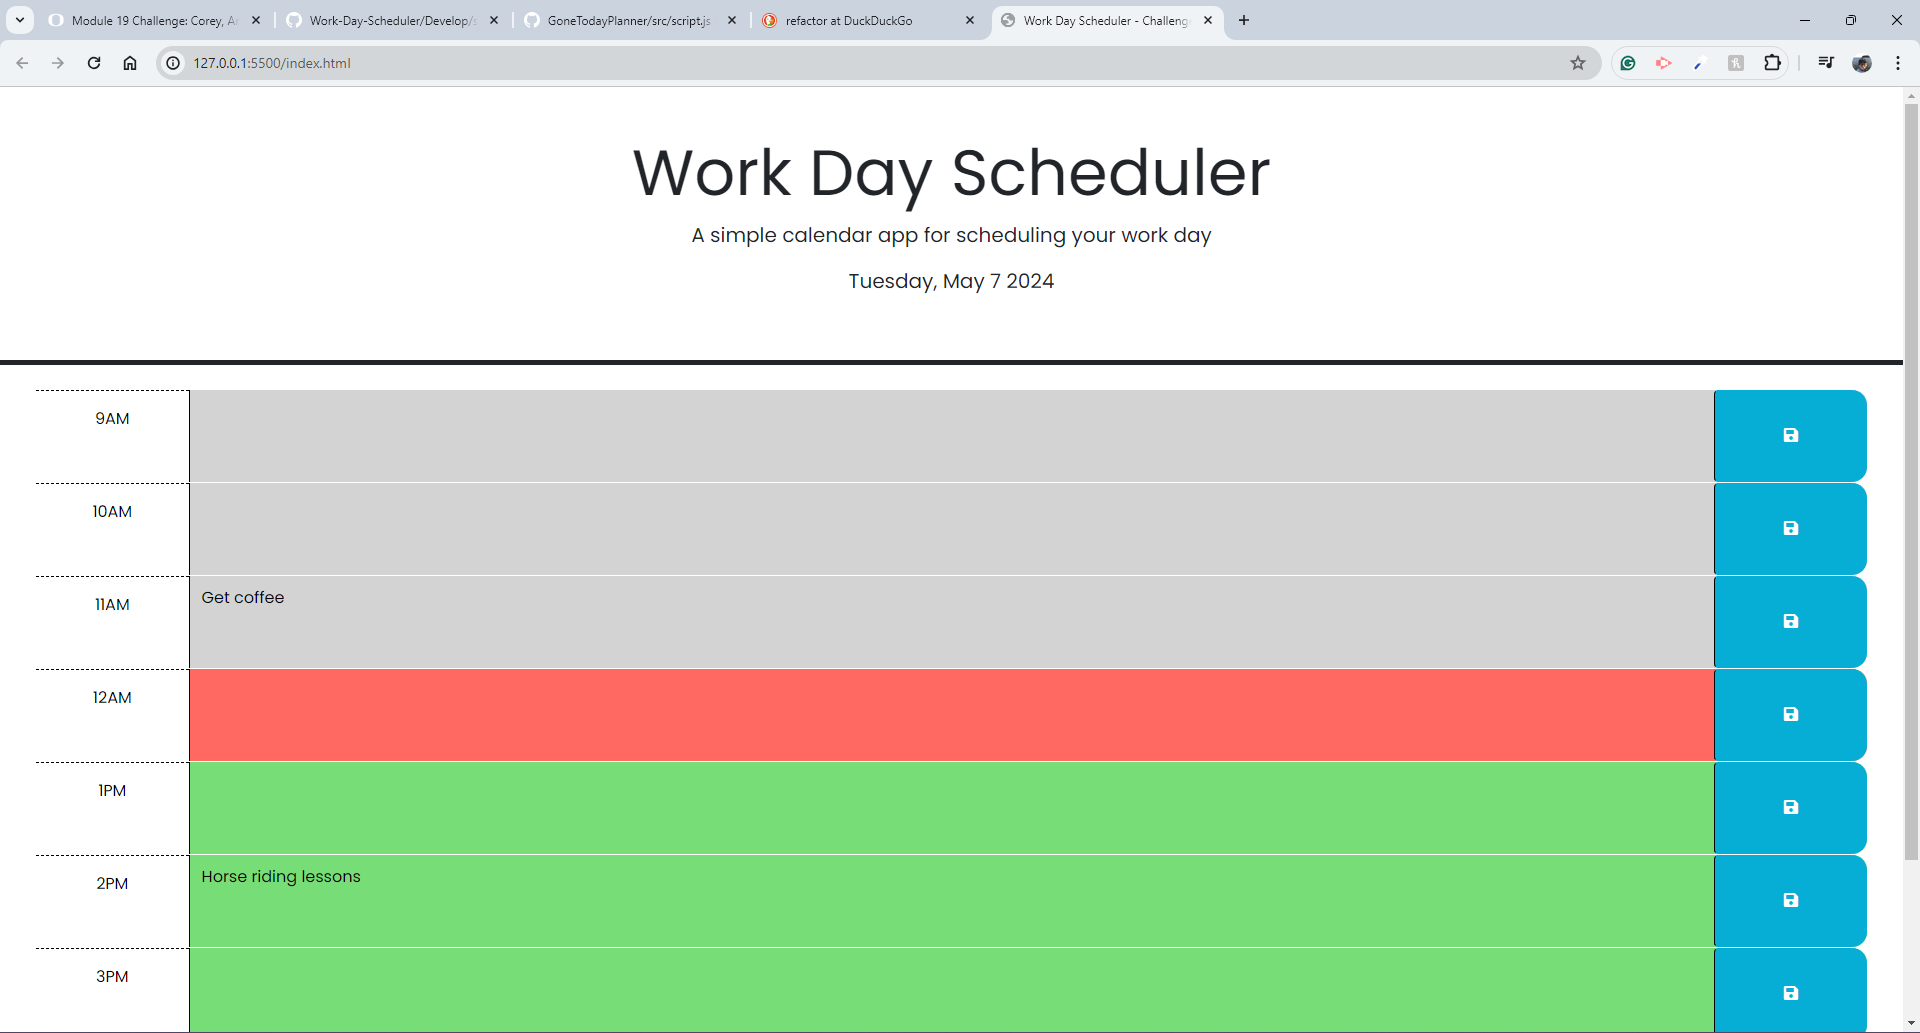 Module 19 Challenge: Corey, Ar
Work-Day-Scheduler/Develop/s
GoneTodayPlanner/src/script.js
refactor at DuckDuckGo
Work Day Scheduler - Challenge
127.0.0.1:5500/index.html
Work Day Scheduler
A simple calendar app for scheduling your work day
Tuesday, May 7 2024
9AM
10AM
11AM
Get coffee
12AM
1PM
2PM
Horse riding lessons
3PM